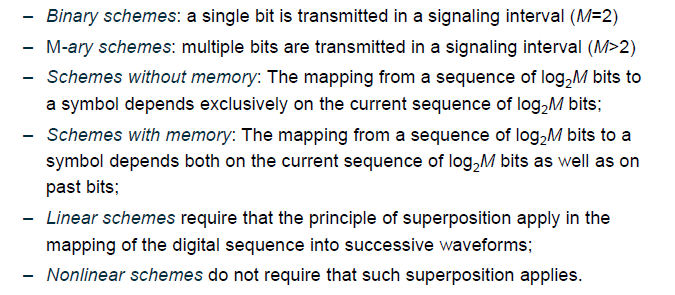 – Binary schemes: a single bit is transmitted in a signaling interval (M=2)
– M-ary schemes: multiple bits are transmitted in a signaling interval (M>2)
– Schemes without memory: The mapping from a sequence of log₂M bits to
a symbol depends exclusively on the current sequence of log₂M bits;
– Schemes with memory: The mapping from a sequence of log₂M bits to a
symbol depends both on the current sequence of log₂M bits as well as on
past bits;
– Linear schemes require that the principle of superposition apply in the
mapping of the digital sequence into successive waveforms;
– Nonlinear schemes do not require that such superposition applies.